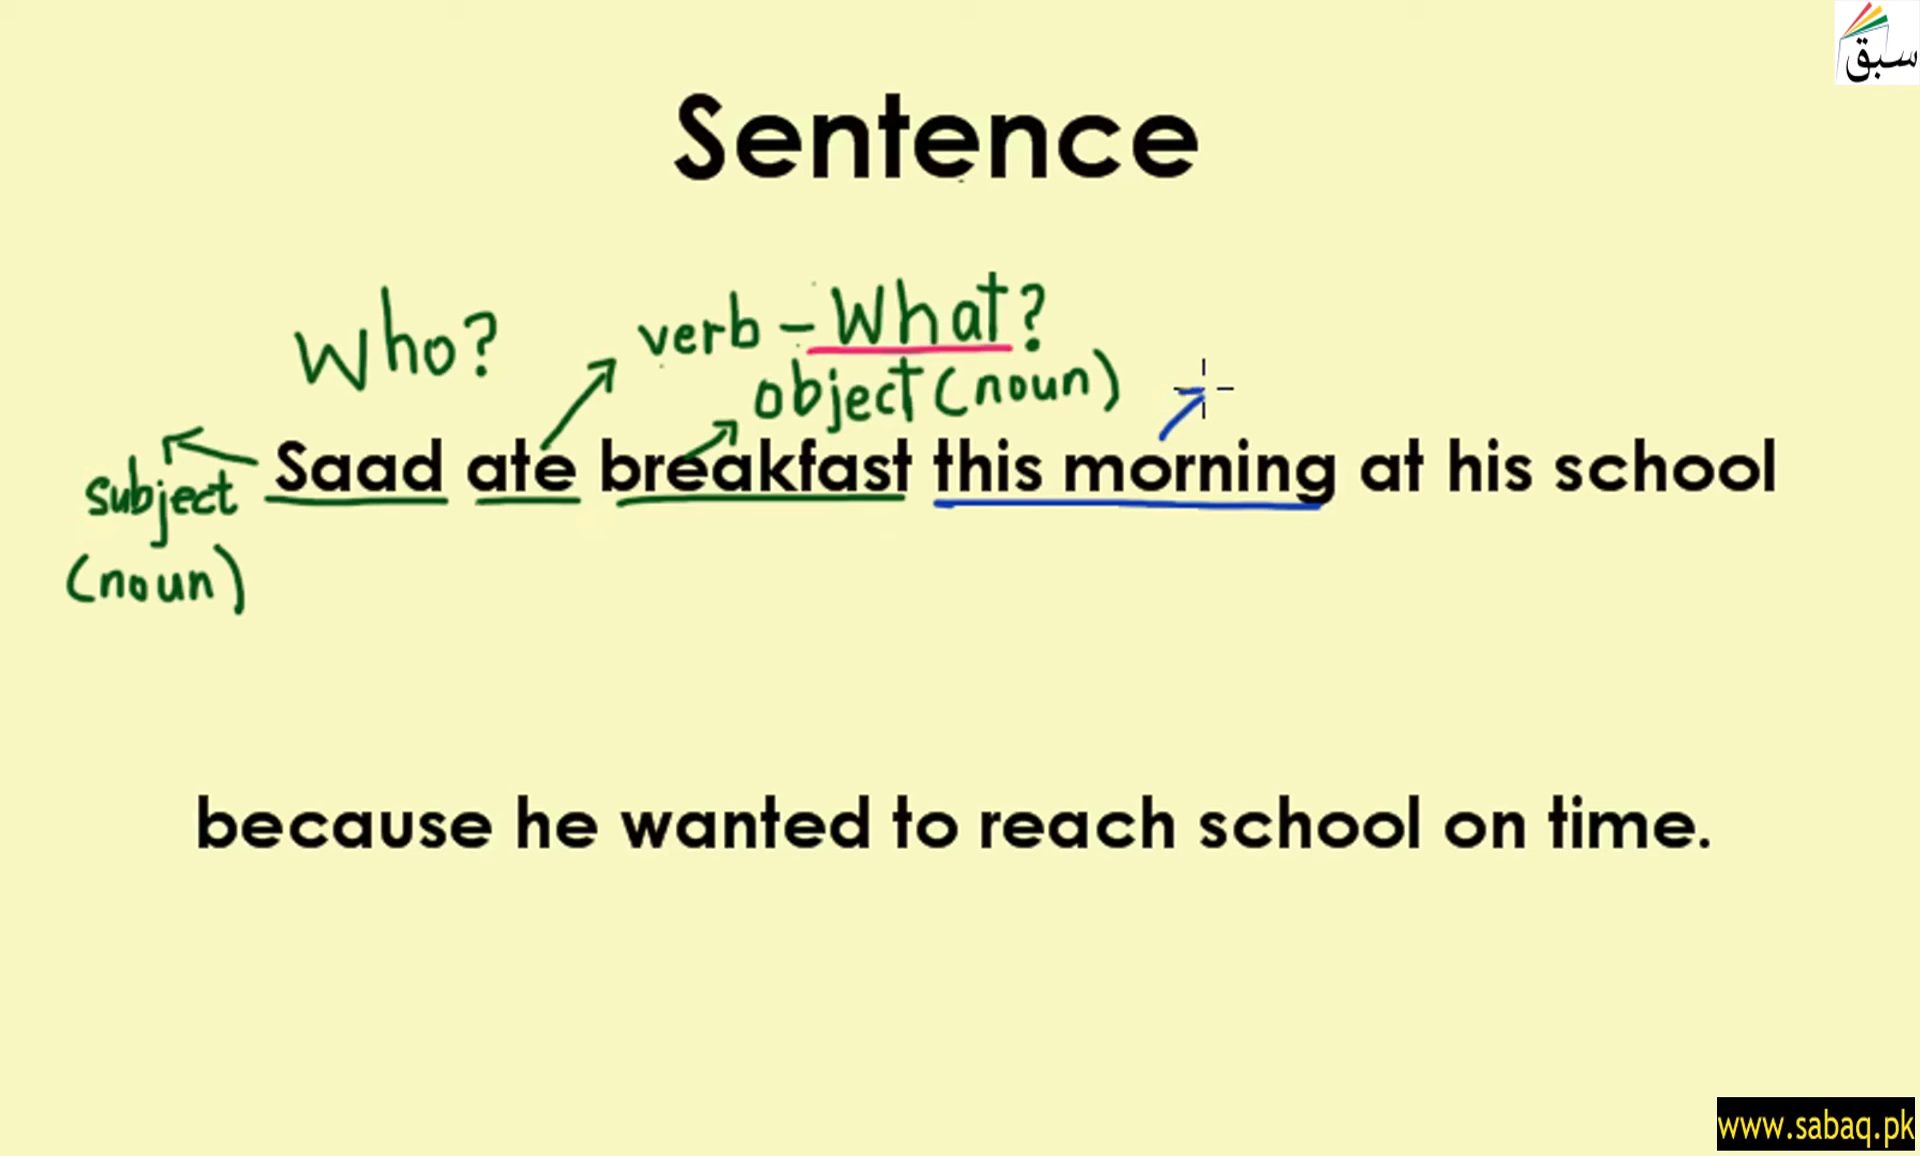 سبق
Sentence
Who? verb - What?
object (noun)
Saad ate breakfast this morning at his school
subject
(noun)
because he wanted to reach school on time.
www.sabaq.pk